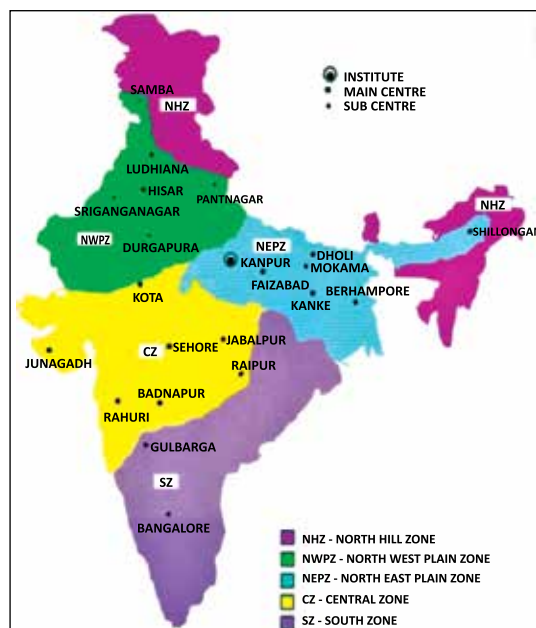 SAMBA
NHZ
INSTITUTE
MAIN CENTRE
SUB CENTRE
LUDHIANA
HISAR
PANTNAGAR
SRIGANGANAGAR
NHZ
SHILLONGANI
NWPZ
DURGAPURA
NEPZ
DHOLI
KANPUR
MOKAMA
FAIZABAD
KOTA
KANKE
BERHAMPORE
CZ
SEHORE
JABALPUR
JUNAGADH
RAIPUR
BADNAPUR
RAHURI
GULBARGA
SZ
BANGALORE
NHZ - NORTH HILL ZONE
NWPZ - NORTH WEST PLAIN ZONE
NEPZ - NORTH EAST PLAIN ZONE
CZ - CENTRAL ZONE
SZ - SOUTH ZONE